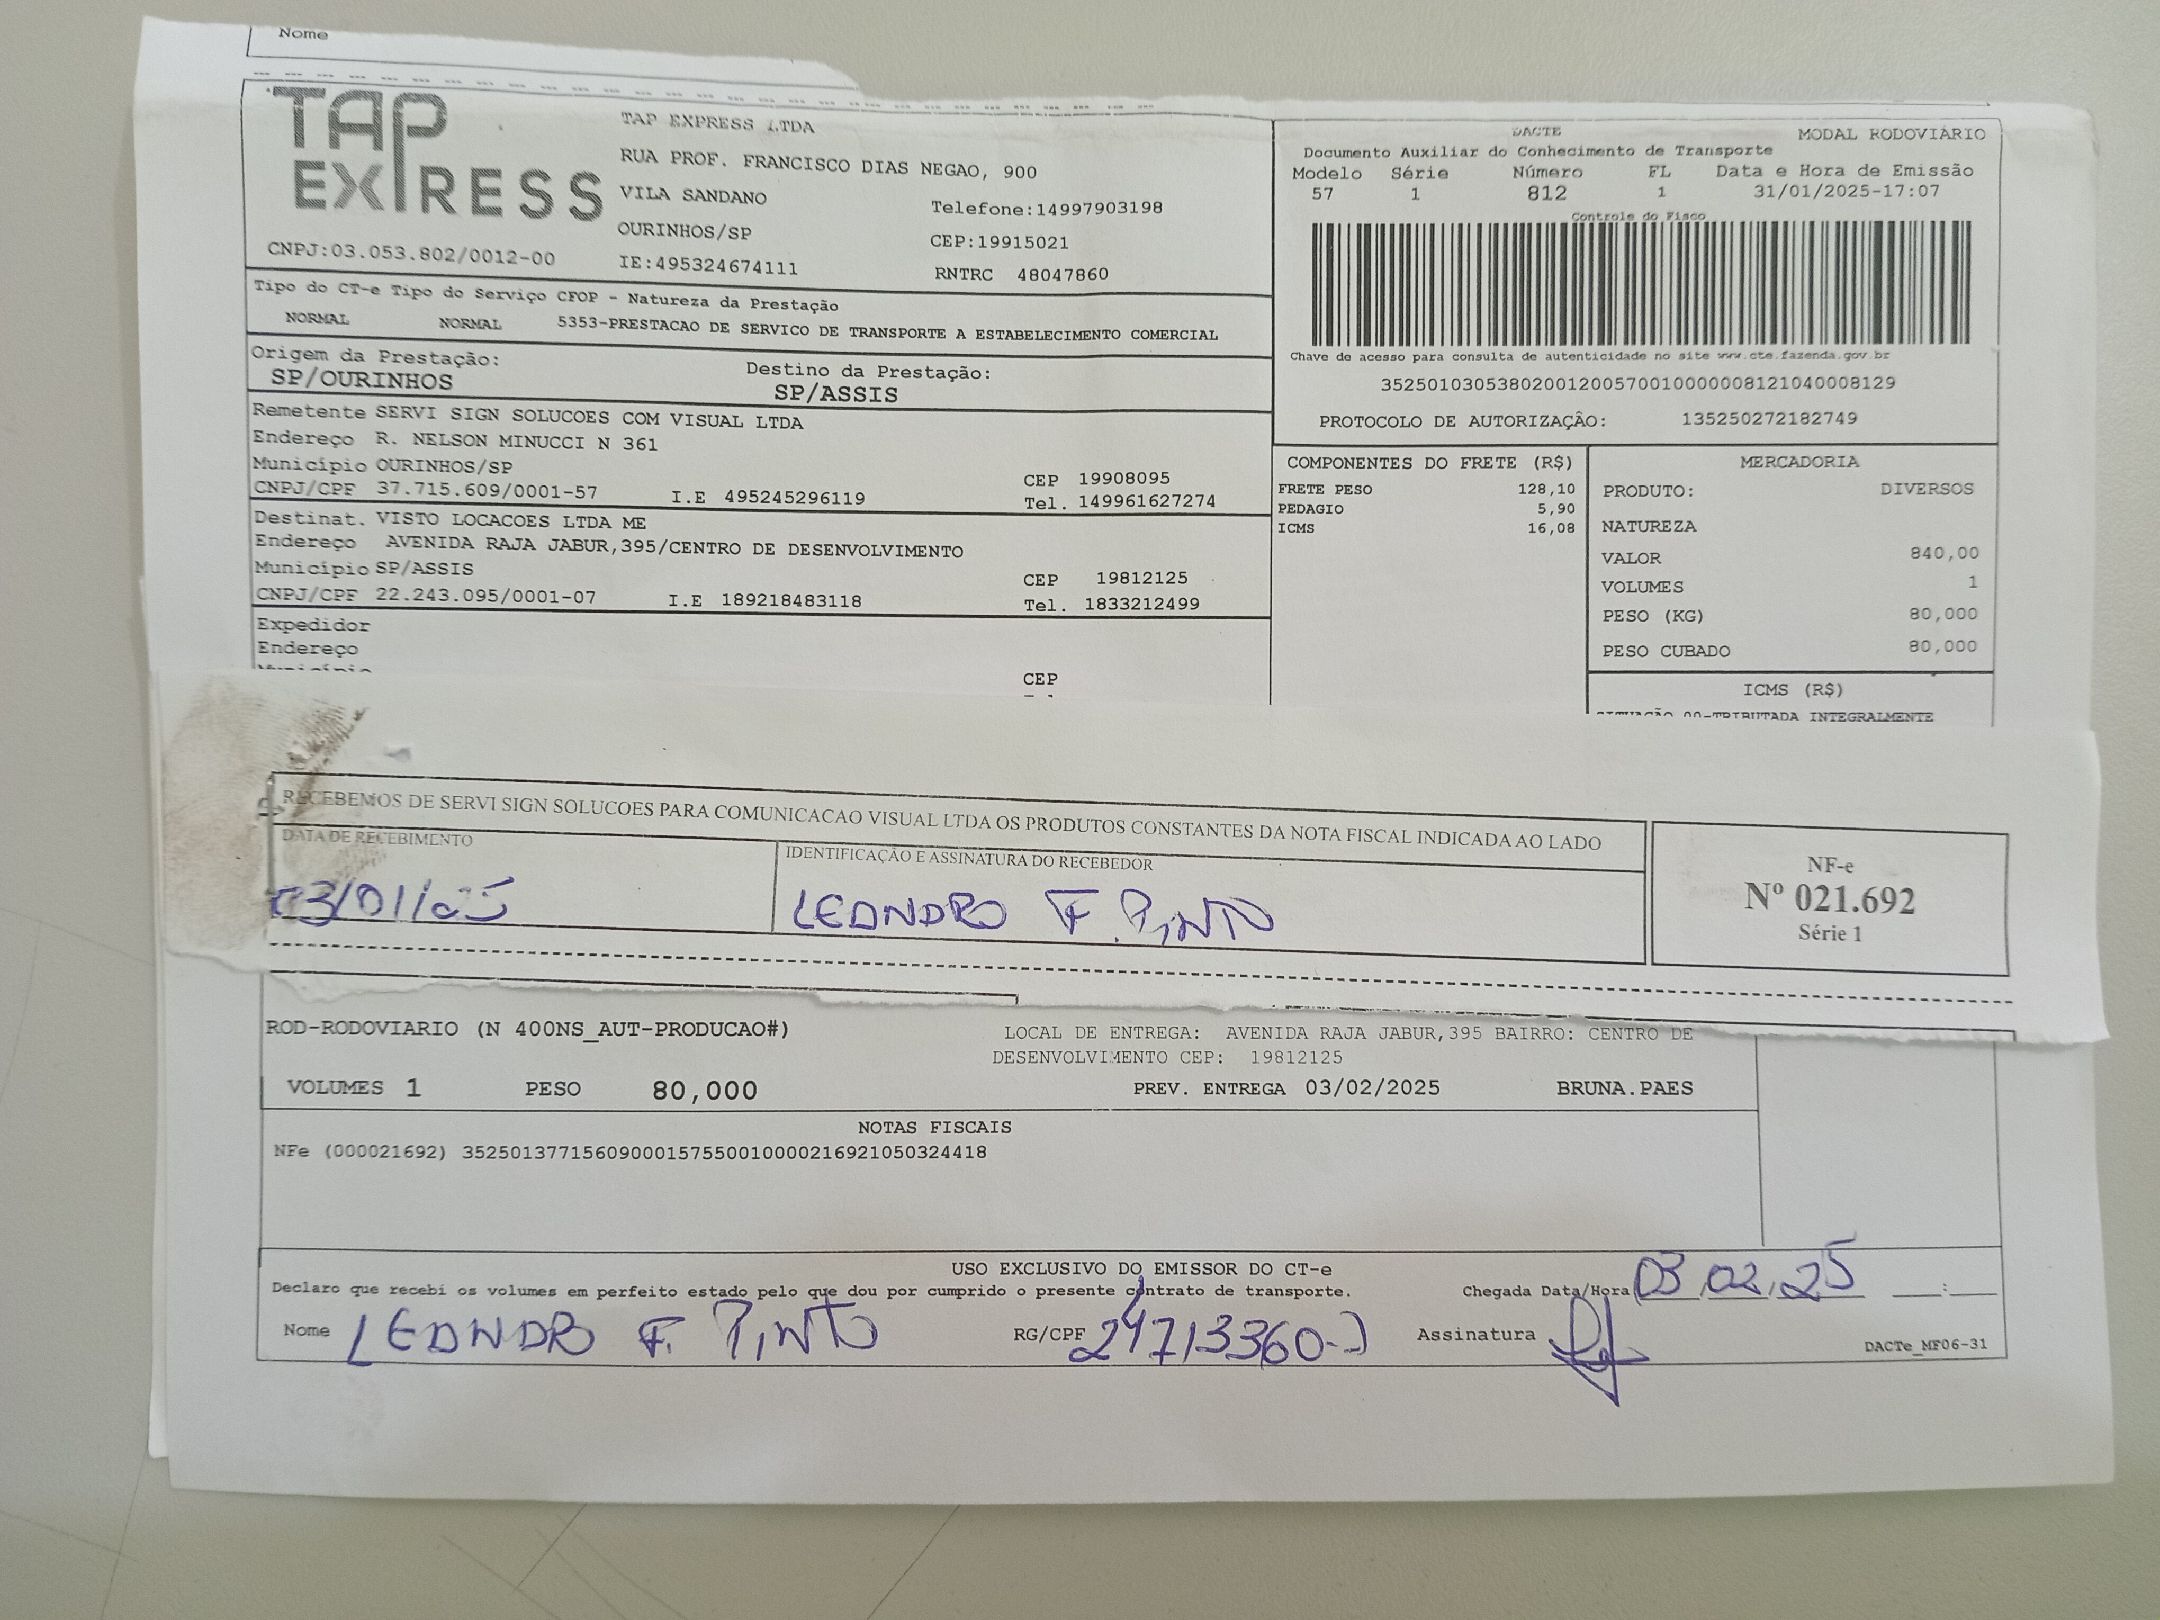 Nome
TAP
EXPRESS
CNPJ:03.053.802/0012-00
TAP EXPRESS LTDA
RUA PROF. FRANCISCO DIAS NEGAO, 900
VILA SANDANO
Telefone:14997903198
OURINHOS/SP
CEP:19915021
IE:495324674111
RNTRC 48047860
DACTE MODAL RODOVIÁRIO
Documento Auxiliar do Conhecimento de Transporte
Modelo Série Número FL Data e Hora de Emissão
57 1 812 1 31/01/2025-17:07
Controle do Fisco
Chave de acesso para consulta de autenticidade no site www.cte.fazenda.gov.br
35250103053802001200570010000008121040008129
PROTOCOLO DE AUTORIZAÇÂO: 135250272182749
Tipo do CT-e Tipo do Serviço CFOP - Natureza da Prestação
NORMAL NORMAL 5353-PRESTACAO DE SERVICO DE TRANSPORTE A ESTABELECIMENTO COMERCIAL
Origem da Prestação: Destino da Prestação:
SP/OURINHOS SP/ASSIS
Remetente SERVI SIGN SOLUCOES COM VISUAL LTDA
Endereço R. NELSON MINUCCI N 361
Município OURINHOS/SP CEP 19908095
CNPJ/CPF 37.715.609/0001-57 I.E 495245296119 Tel. 149961627274
Destinat. VISTO LOCACOES LTDA ME
Endereço AVENIDA RAJA JABUR,395/CENTRO DE DESENVOLVIMENTO
Município SP/ASSIS CEP 19812125
CNPJ/CPF 22.243.095/0001-07 I.E 189218483118 Tel. 1833212499
Expedidor
Endereço
Município CEP
COMPONENTES DO FRETE (R$)
FRETE PESO 128,10
PEDAGIO 5,90
ICMS 16,08
MERCADORIA
PRODUTO: DIVERSOS
NATUREZA
VALOR 840,00
VOLUMES 1
PESO (KG) 80,000
PESO CUBADO 80,000
ICMS (R$)
SITUAÇÃO 00-TRIBUTADA INTEGRALMENTE
RECEBEMOS DE SERVI SIGN SOLUCOES PARA COMUNICACAO VISUAL LTDA OS PRODUTOS CONSTANTES DA NOTA FISCAL INDICADA AO LADO
DATA DE RECEBIMENTO
03/01/25
IDENTIFICAÇÃO E ASSINATURA DO RECEBEDOR
LEANDRO F. PINTO
NF-e
Nº 021.692
Série 1
ROD-RODOVIARIO (N 400NS_AUT-PRODUCAO#)
LOCAL DE ENTREGA: AVENIDA RAJA JABUR,395 BAIRRO: CENTRO DE
DESENVOLVIMENTO CEP: 19812125
VOLUMES 1 PESO 80,000 PREV. ENTREGA 03/02/2025 BRUNA.PAES
NOTAS FISCAIS
NFe (000021692) 35250137715609000157550010000216921050324418
USO EXCLUSIVO DO EMISSOR DO CT-e
Declaro que recebi os volumes em perfeito estado pelo que dou por cumprido o presente contrato de transporte.
Chegada Data/Hora 03.02.25 __:__
Nome LEANDRO F. PINTO RG/CPF Assinatura
DACTe_MF06-31